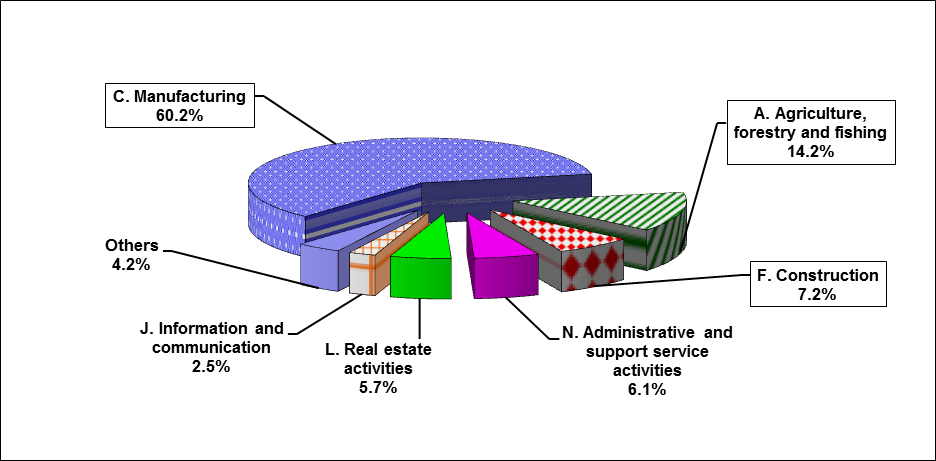 C. Manufacturing
60.2%
A. Agriculture,
forestry and fishing
14.2%
Others
4.2%
F. Construction
7.2%
J. Information and
communication
2.5%
L. Real estate
activities
5.7%
N. Administrative and
support service
activities
6.1%